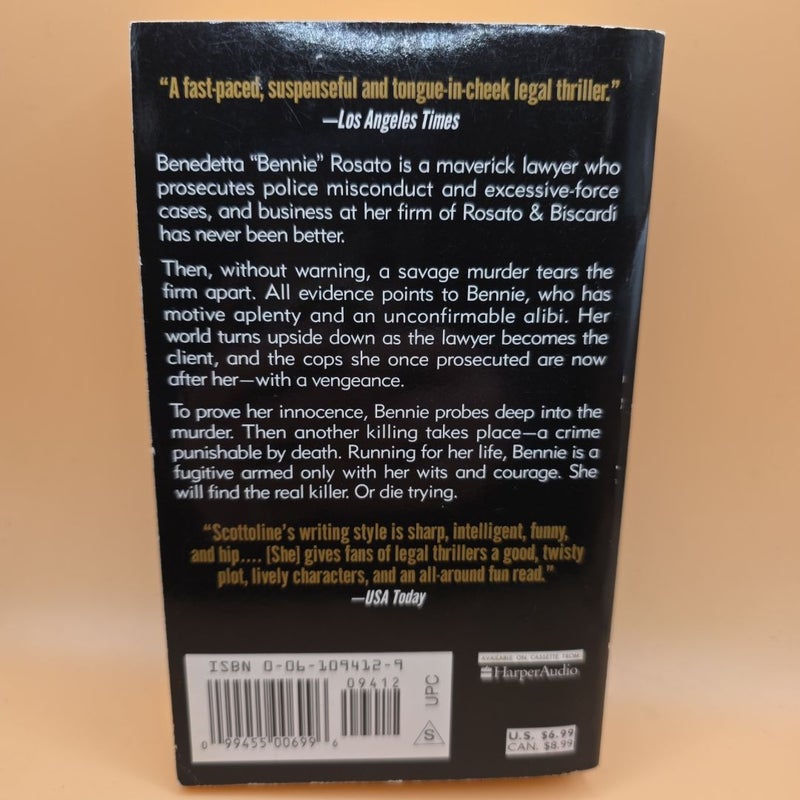 “A fast-paced, suspenseful and tongue-in-cheek legal thriller.”
—Los Angeles Times
Benedetta “Bennie” Rosato is a maverick lawyer who
prosecutes police misconduct and excessive-force
cases, and business at her firm of Rosato & Biscardi
has never been better.
Then, without warning, a savage murder tears the
firm apart. All evidence points to Bennie, who has
motive aplenty and an unconfirmable alibi. Her
world turns upside down as the lawyer becomes the
client, and the cops she once prosecuted are now
after her—with a vengeance.
To prove her innocence, Bennie probes deep into the
murder. Then another killing takes place—a crime
punishable by death. Running for her life, Bennie is a
fugitive armed only with her wits and courage. She
will find the real killer. Or die trying.
“Scottoline’s writing style is sharp, intelligent, funny,
and hip.... [She] gives fans of legal thrillers a good, twisty
plot, lively characters, and an all-around fun read.”
—USA Today
ISBN 0-06-109412-9
09412
0 99455 00699 6
UPC
S
AVAILABLE ON CASSETTE FROM
HarperAudio
U.S. $6.99
CAN. $8.99